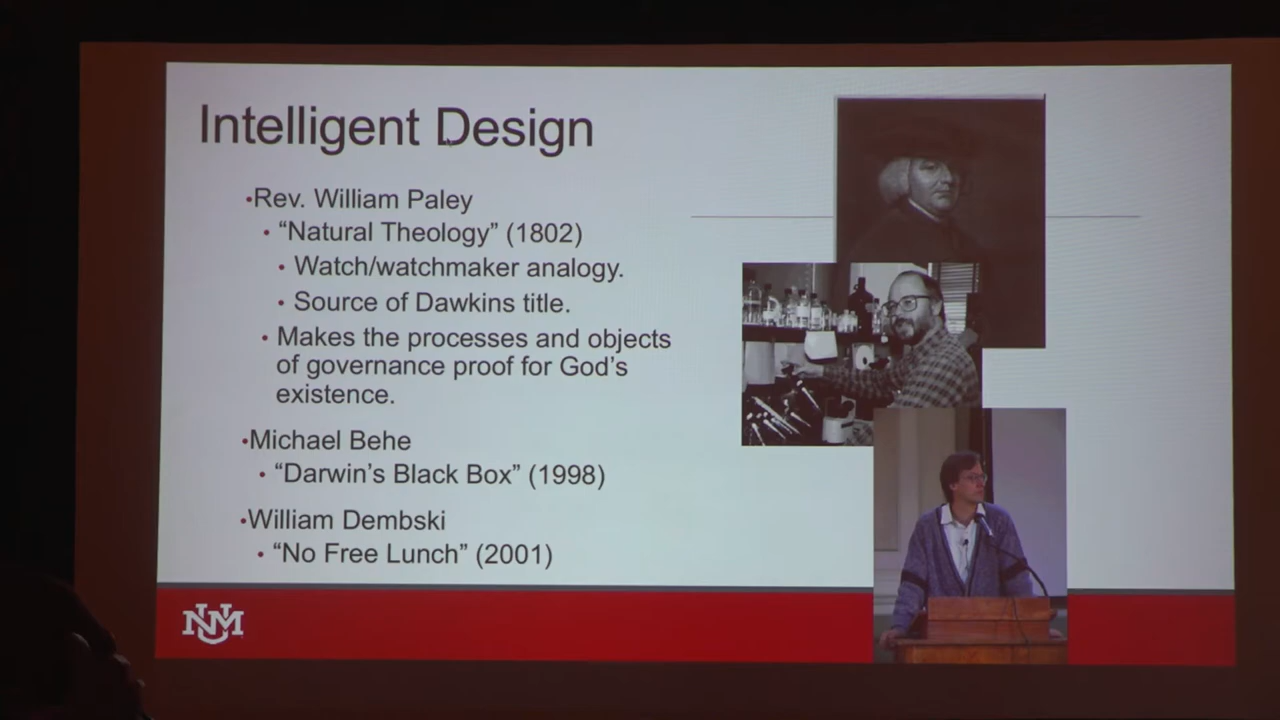 Intelligent Design
•Rev. William Paley
• “Natural Theology” (1802)
• Watch/watchmaker analogy.
• Source of Dawkins title.
• Makes the processes and objects
of governance proof for God’s
existence.
•Michael Behe
• “Darwin’s Black Box” (1998)
•William Dembski
• “No Free Lunch” (2001)
UNM